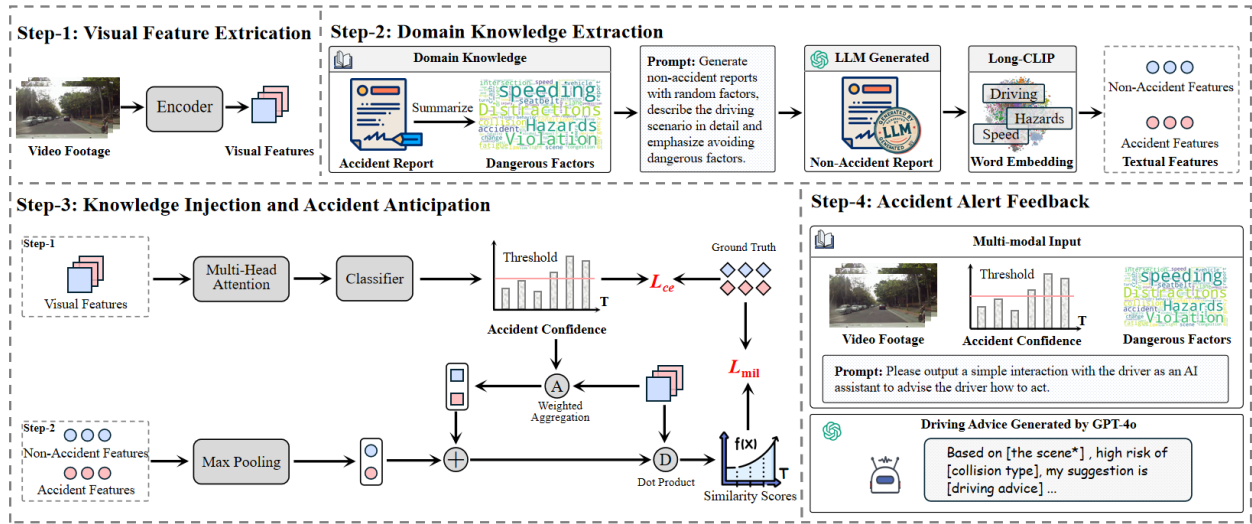 Step-1: Visual Feature Extrication
Video Footage
Encoder
Visual Features
Step-2: Domain Knowledge Extraction
Domain Knowledge
Summarize
Accident Report
speeding
Distractions
Hazards
Violation
intersection
speed
vehicle
seatbelt
accident
scene
Dangerous Factors
Prompt: Generate
non-accident reports
with random factors,
describe the driving
scenario in detail and
emphasize avoiding
dangerous factors.
LLM Generated
GENERATED BY
LLM
Non-Accident Report
Long-CLIP
Driving
Hazards
Speed
Word Embedding
Non-Accident Features
Accident Features
Textual Features
Step-3: Knowledge Injection and Accident Anticipation
Step-1
Visual Features
Multi-Head
Attention
Classifier
Threshold
T
Accident Confidence
L_ce
Ground Truth
L_mil
A
Weighted
Aggregation
Step-2
Non-Accident Features
Accident Features
Max Pooling
D
Dot Product
f(X)
T
Similarity Scores
Step-4: Accident Alert Feedback
Multi-modal Input
Video Footage
Threshold
T
Accident Confidence
speeding
Distractions
Hazards
Violation
Dangerous Factors
Prompt: Please output a simple interaction with the driver as an AI
assistant to advise the driver how to act.
Driving Advice Generated by GPT-4o
Based on [the scene*] , high risk of
[collision type], my suggestion is
[driving advice] ...